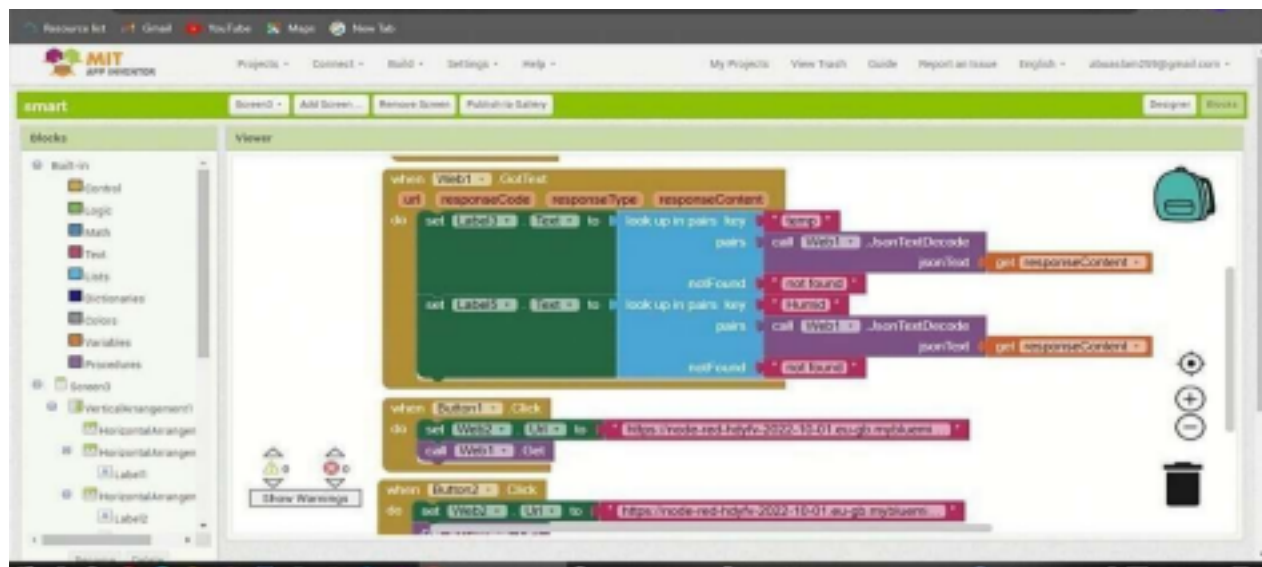 Resource list Gmail YouTube Maps New Tab
MIT
APP INVENTOR
Projects Connect Build Settings Help My Projects View Trash Guide Report an Issue English
smart
Screen3 Add Screen... Remove Screen Publish to Gallery Designer Blocks
Blocks
Viewer
Built-in
Control
Logic
Math
Text
Lists
Dictionaries
Colors
Variables
Procedures
Screen3
VerticalArrangement1
HorizontalArrangen
HorizontalArrangen
Label1
HorizontalArrangen
Label2
Rename Delete
when Web1 .GotText
url responseCode responseType responseContent
do set Label3 . Text to look up in pairs key " temp "
pairs call Web1 .JsonTextDecode
jsonText get responseContent
notFound " not found "
set Label5 . Text to look up in pairs key " Humid "
pairs call Web1 .JsonTextDecode
jsonText get responseContent
notFound " not found "
when Button1 .Click
do set Web2 . Url to " https://node-red-hdyfv-2022-10-01.eu-gb.mybluemi... "
call Web1 .Get
when Button2 .Click
do set Web2 . Url to " https://node-red-hdyfv-2022-10-01.eu-gb.mybluemi... "
0 0
Show Warnings